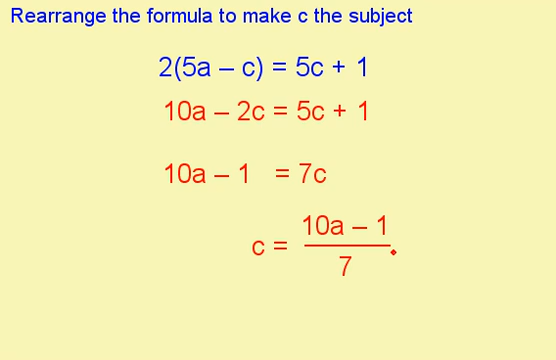 Rearrange the formula to make c the subject
2(5a – c) = 5c + 1
10a – 2c = 5c + 1
10a – 1 = 7c
c = 10a – 1
7